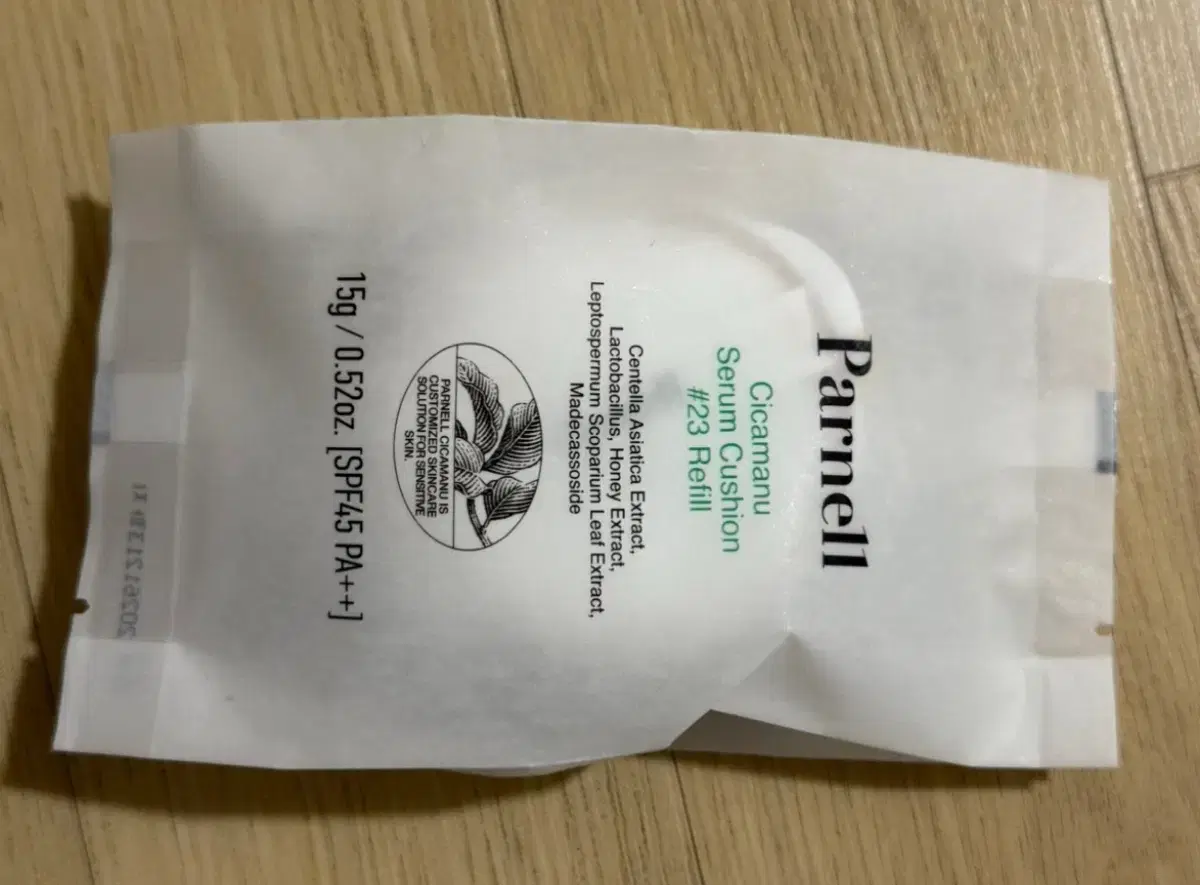 Parnell
Cicamanu
Serum Cushion
#23 Refill
Centella Asiatica Extract,
Lactobacillus, Honey Extract,
Leptospermum Scoparium Leaf Extract,
Madecassoside
PARNELL CICAMANU IS
CUSTOMIZED SKINCARE
SOLUTION FOR SENSITIVE
SKIN.
15g / 0.52oz. [SPF45 PA++]